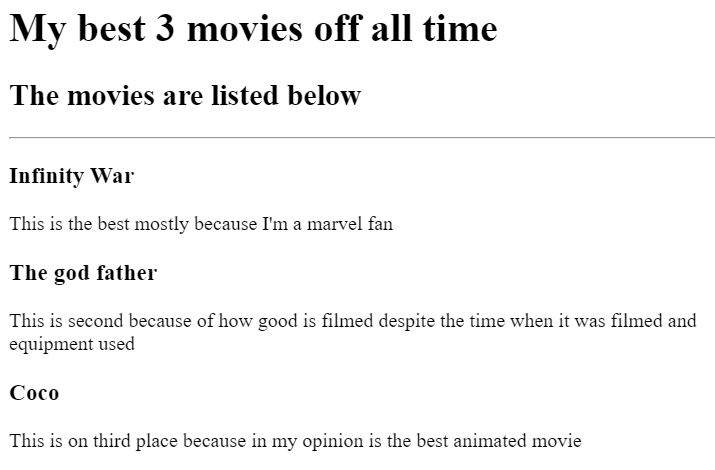 My best 3 movies off all time
The movies are listed below
Infinity War
This is the best mostly because I'm a marvel fan
The god father
This is second because of how good is filmed despite the time when it was filmed and
equipment used
Coco
This is on third place because in my opinion is the best animated movie